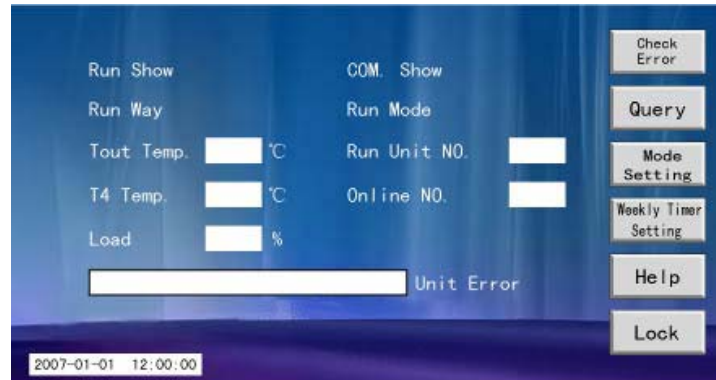 Run Show
COM. Show
Check
Error
Run Way
Run Mode
Query
Tout Temp. ℃
Run Unit NO.
Mode
Setting
T4 Temp. ℃
Online NO.
Weekly Timer
Setting
Load %
Unit Error
Help
Lock
2007-01-01 12:00:00